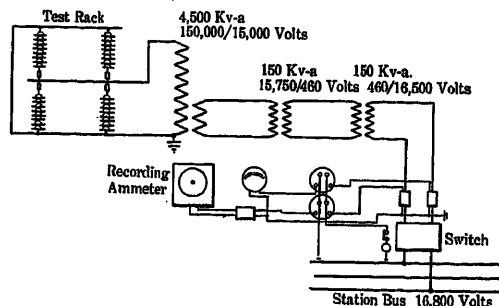 Test Rack
4,500 Kv-a
150,000/15,000 Volts
150 Kv-a
15,750/460 Volts
150 Kv-a.
460/16,500 Volts
Recording
Ammeter
Switch
Station Bus 16,800 Volts